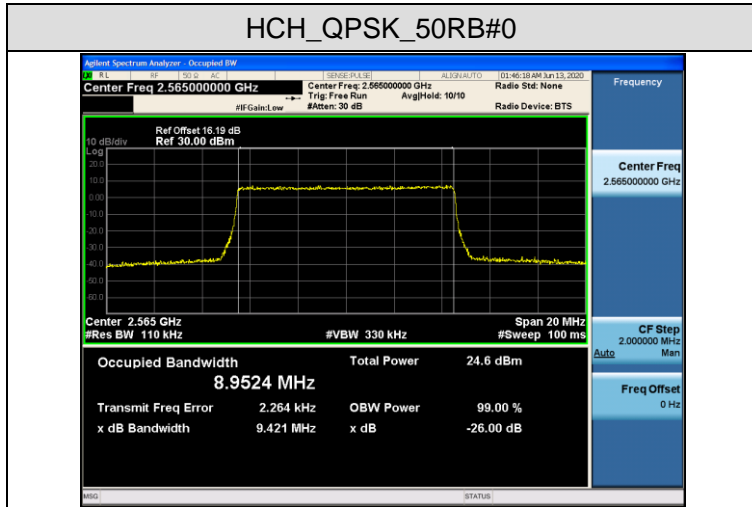 HCH_QPSK_50RB#0
Agilent Spectrum Analyzer - Occupied BW
RL RF 50 Ω AC SENSE:PULSE ALIGNAUTO 01:46:18 AM Jun 13, 2020
Center Freq 2.565000000 GHz
Center Freq: 2.565000000 GHz
Radio Std: None
Trig: Free Run Avg|Hold: 10/10
#IFGain:Low #Atten: 30 dB Radio Device: BTS
Ref Offset 16.19 dB
10 dB/div Ref 30.00 dBm
Log
20.0
10.0
0.00
-10.0
-20.0
-30.0
-40.0
-50.0
-60.0
Center 2.565 GHz Span 20 MHz
#Res BW 110 kHz #VBW 330 kHz #Sweep 100 ms
Occupied Bandwidth Total Power 24.6 dBm
8.9524 MHz
Transmit Freq Error 2.264 kHz OBW Power 99.00 %
x dB Bandwidth 9.421 MHz x dB -26.00 dB
MSG STATUS
Frequency
Center Freq
2.565000000 GHz
CF Step
2.000000 MHz
Auto Man
Freq Offset
0 Hz